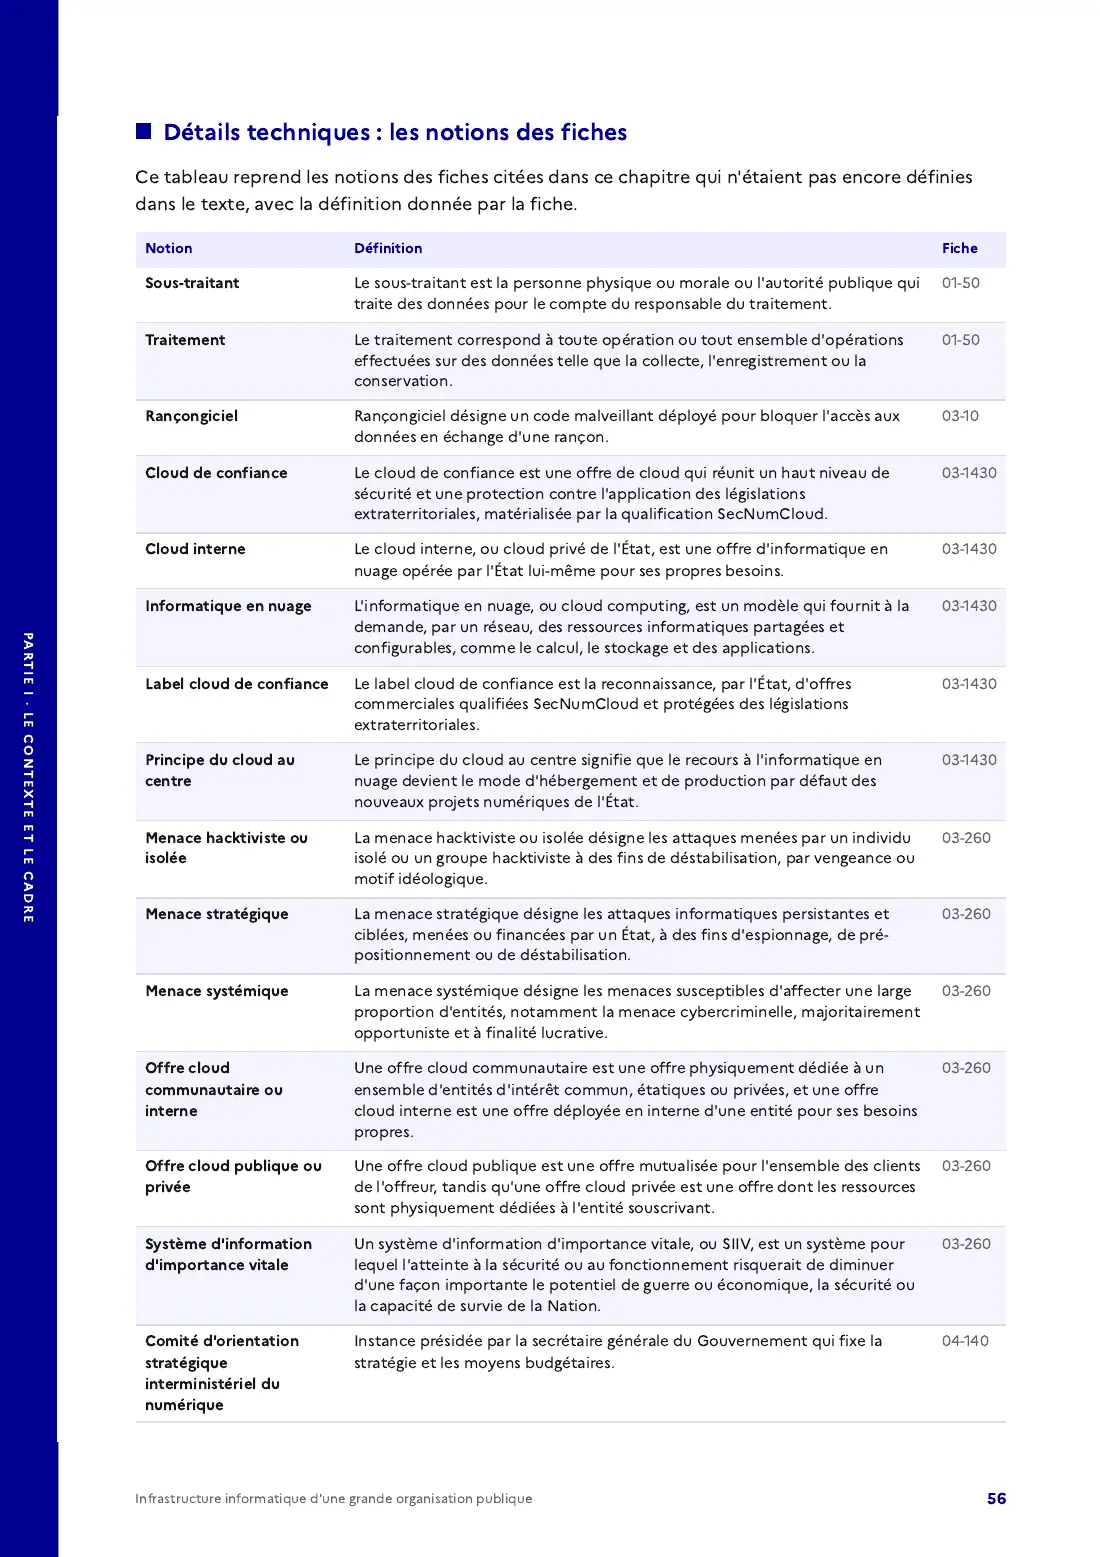 Détails techniques : les notions des fiches
Ce tableau reprend les notions des fiches citées dans ce chapitre qui n'étaient pas encore définies
dans le texte, avec la définition donnée par la fiche.
Notion Définition Fiche
Sous-traitant Le sous-traitant est la personne physique ou morale ou l'autorité publique qui 01-50
traite des données pour le compte du responsable du traitement.
Traitement Le traitement correspond à toute opération ou tout ensemble d'opérations 01-50
effectuées sur des données telle que la collecte, l'enregistrement ou la
conservation.
Rançongiciel Rançongiciel désigne un code malveillant déployé pour bloquer l'accès aux 03-10
données en échange d'une rançon.
Cloud de confiance Le cloud de confiance est une offre de cloud qui réunit un haut niveau de 03-1430
sécurité et une protection contre l'application des législations
extraterritoriales, matérialisée par la qualification SecNumCloud.
Cloud interne Le cloud interne, ou cloud privé de l'État, est une offre d'informatique en 03-1430
nuage opérée par l'État lui-même pour ses propres besoins.
Informatique en nuage L'informatique en nuage, ou cloud computing, est un modèle qui fournit à la 03-1430
demande, par un réseau, des ressources informatiques partagées et
configurables, comme le calcul, le stockage et des applications.
Label cloud de confiance Le label cloud de confiance est la reconnaissance, par l'État, d'offres 03-1430
commerciales qualifiées SecNumCloud et protégées des législations
extraterritoriales.
Principe du cloud au Le principe du cloud au centre signifie que le recours à l'informatique en 03-1430
centre nuage devient le mode d'hébergement et de production par défaut des
nouveaux projets numériques de l'État.
Menace hacktiviste ou La menace hacktiviste ou isolée désigne les attaques menées par un individu 03-260
isolée isolé ou un groupe hacktiviste à des fins de déstabilisation, par vengeance ou
motif idéologique.
Menace stratégique La menace stratégique désigne les attaques informatiques persistantes et 03-260
ciblées, menées ou financées par un État, à des fins d'espionnage, de pré-
positionnement ou de déstabilisation.
Menace systémique La menace systémique désigne les menaces susceptibles d'affecter une large 03-260
proportion d'entités, notamment la menace cybercriminelle, majoritairement
opportuniste et à finalité lucrative.
Offre cloud Une offre cloud communautaire est une offre physiquement dédiée à un 03-260
communautaire ou ensemble d'entités d'intérêt commun, étatiques ou privées, et une offre
interne cloud interne est une offre déployée en interne d'une entité pour ses besoins
propres.
Offre cloud publique ou Une offre cloud publique est une offre mutualisée pour l'ensemble des clients 03-260
privée de l'offreur, tandis qu'une offre cloud privée est une offre dont les ressources
sont physiquement dédiées à l'entité souscrivant.
Système d'information Un système d'information d'importance vitale, ou SIIV, est un système pour 03-260
d'importance vitale lequel l'atteinte à la sécurité ou au fonctionnement risquerait de diminuer
d'une façon importante le potentiel de guerre ou économique, la sécurité ou
la capacité de survie de la Nation.
Comité d'orientation Instance présidée par la secrétaire générale du Gouvernement qui fixe la 04-140
stratégique stratégie et les moyens budgétaires.
interministériel du
numérique
PARTIE I · LE CONTEXTE ET LE CADRE
Infrastructure informatique d'une grande organisation publique 56